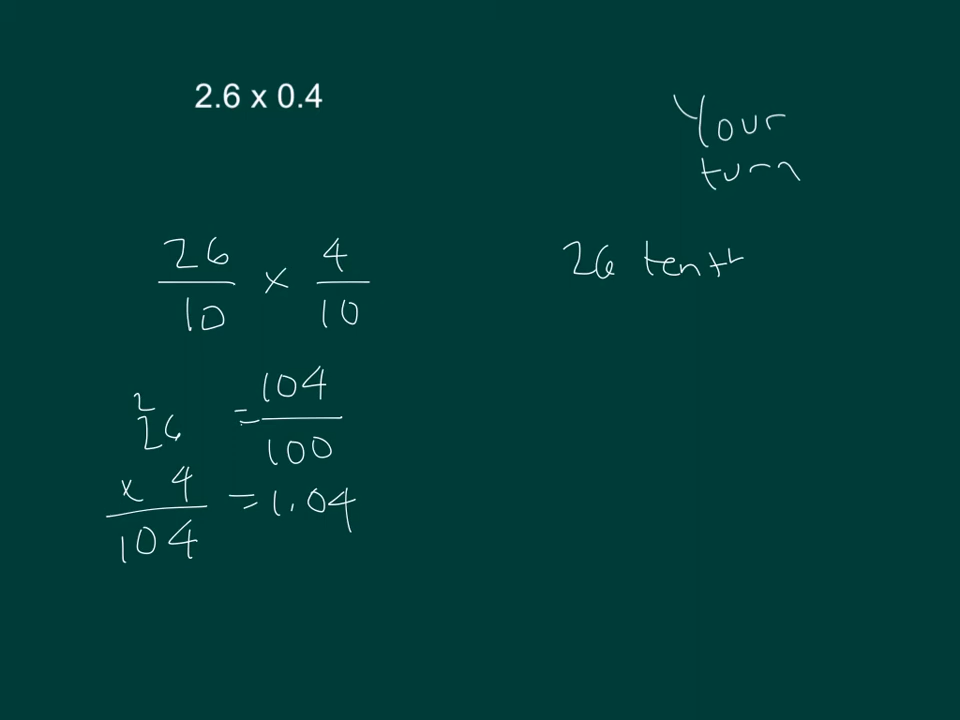 2.6 x 0.4
Your
turn
26 tenth
26 x 4
10 10
2
26
x 4
104
= 104
100
= 1.04